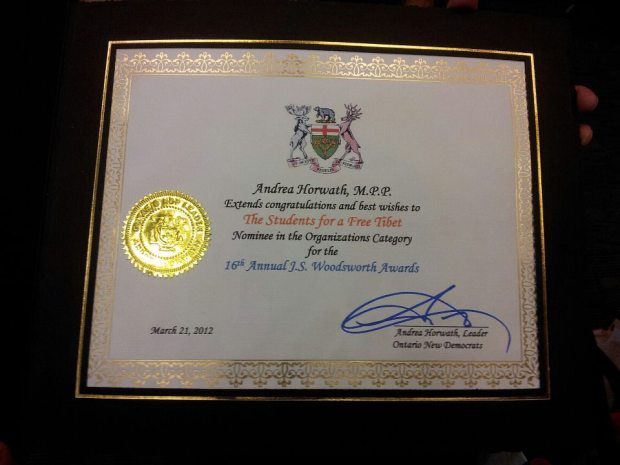 Andrea Horwath, M.P.P.
Extends congratulations and best wishes to
The Students for a Free Tibet
Nominee in the Organizations Category
for the
16th Annual J.S. Woodsworth Awards
March 21, 2012
Andrea Horwath, Leader
Ontario New Democrats